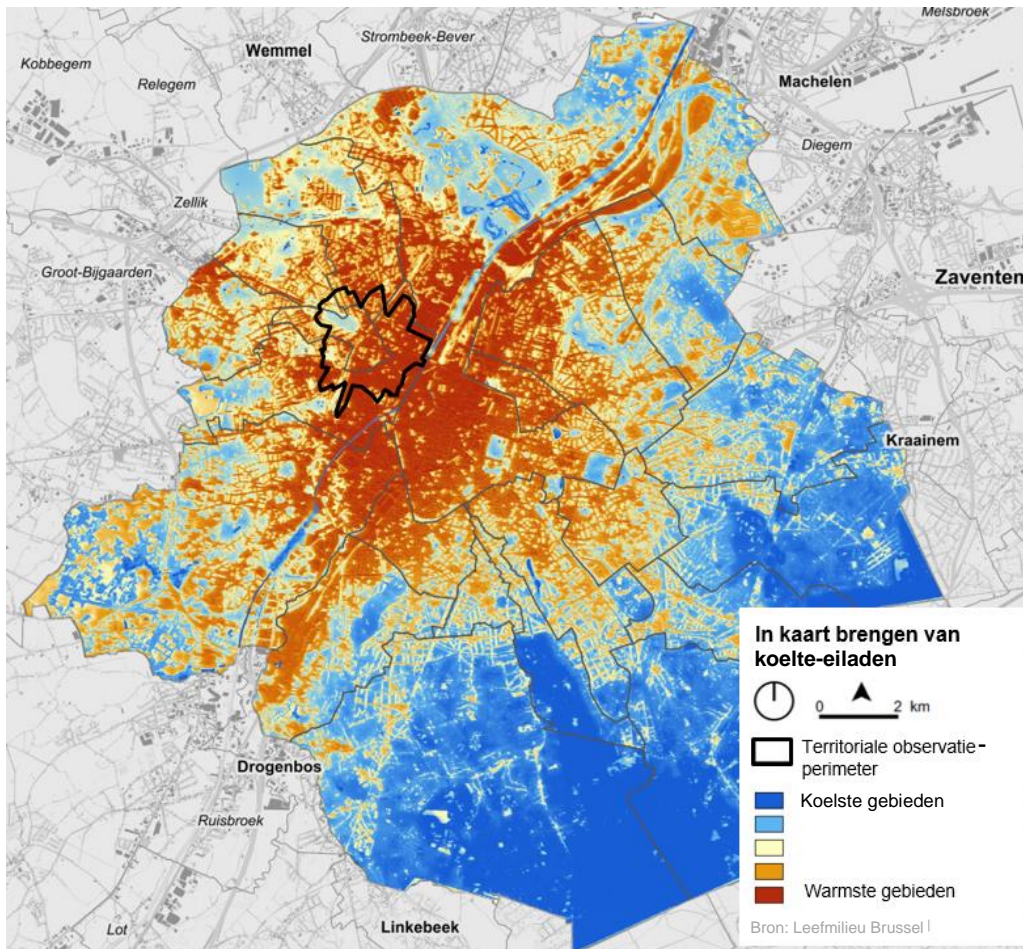 Melsbroek
Strombeek-Bever
Wemmel
Kobbegem
Relegem
Machelen
Diegem
Zellik
Groot-Bijgaarden
Zaventem
Kraainem
Drogenbos
Ruisbroek
Lot
Linkebeek
In kaart brengen van
koelte-eiladen
0 2 km
Territoriale observatie-
perimeter
Koelste gebieden
Warmste gebieden
Bron: Leefmilieu Brussel